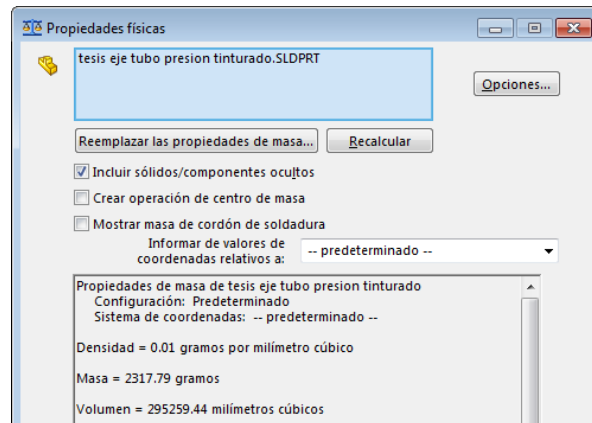 Propiedades físicas
tesis eje tubo presion tinturado.SLDPRT
Opciones...
Reemplazar las propiedades de masa...
Recalcular
Incluir sólidos/componentes ocultos
Crear operación de centro de masa
Mostrar masa de cordón de soldadura
Informar de valores de
coordenadas relativos a:
-- predeterminado --
Propiedades de masa de tesis eje tubo presion tinturado
Configuración: Predeterminado
Sistema de coordenadas: -- predeterminado --
Densidad = 0.01 gramos por milímetro cúbico
Masa = 2317.79 gramos
Volumen = 295259.44 milímetros cúbicos